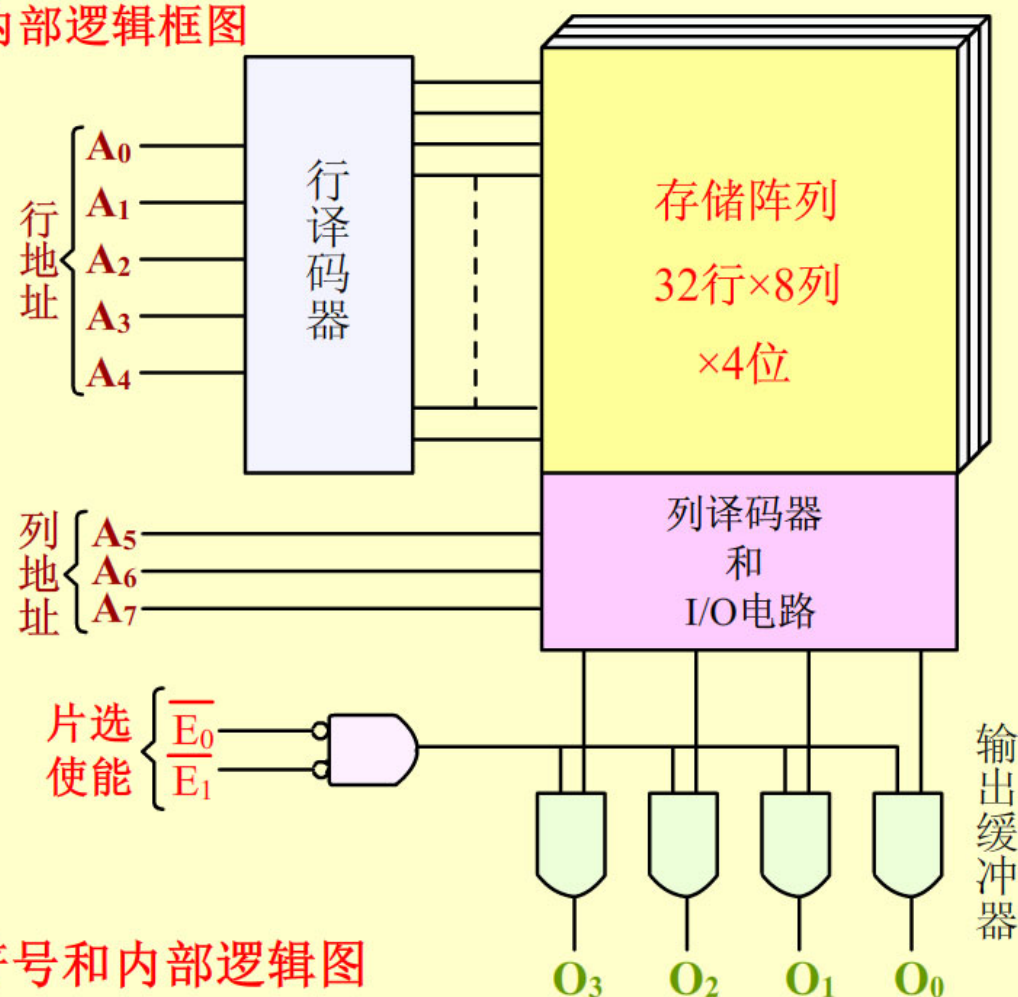 内部逻辑框图
行地址
A0
A1
A2
A3
A4
行译码器
存储阵列
32行×8列
×4位
列地址
A5
A6
A7
列译码器
和
I/O电路
片选
使能
E̅0
E̅1
输出缓冲器
O3
O2
O1
O0
号和内部逻辑图